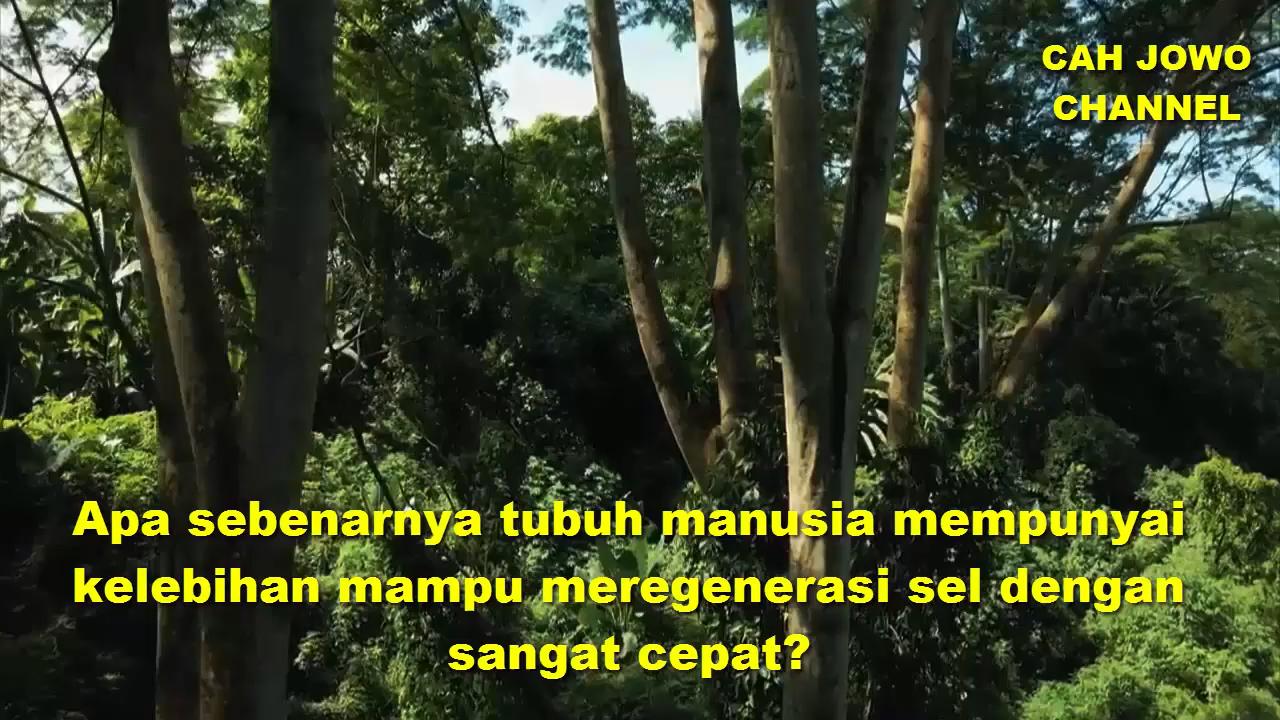 CAH JOWO
CHANNEL
Apa sebenarnya tubuh manusia mempunyai
kelebihan mampu meregenerasi sel dengan
sangat cepat?